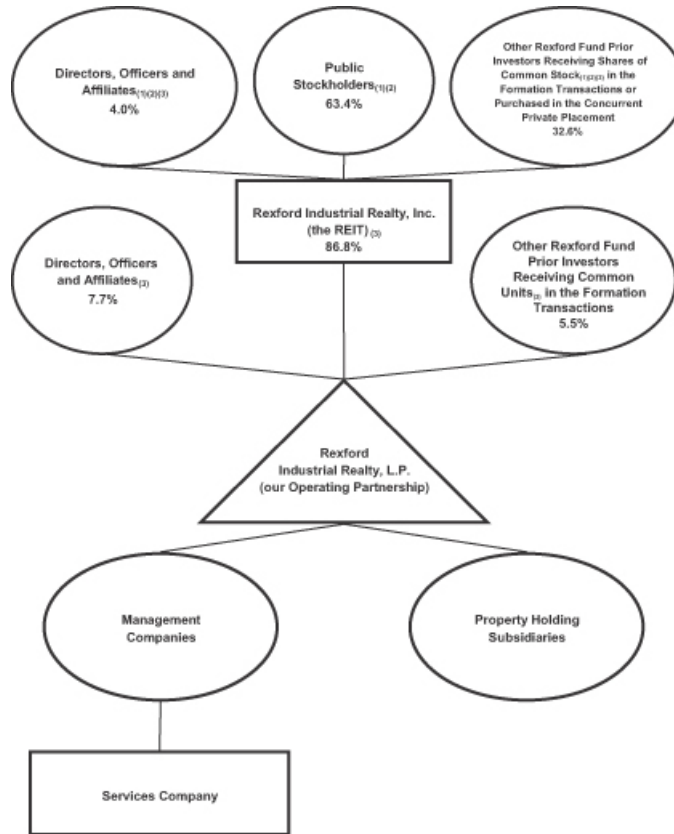 Directors, Officers and
Affiliates(1)(2)(3)
4.0%
Public
Stockholders(1)(2)
63.4%
Other Rexford Fund Prior
Investors Receiving Shares of
Common Stock(1)(2)(3) in the
Formation Transactions or
Purchased in the Concurrent
Private Placement
32.6%
Rexford Industrial Realty, Inc.
(the REIT) (3)
86.8%
Directors, Officers
and Affiliates(3)
7.7%
Other Rexford Fund
Prior Investors
Receiving Common
Units(3) in the Formation
Transactions
5.5%
Rexford
Industrial Realty, L.P.
(our Operating Partnership)
Management
Companies
Property Holding
Subsidiaries
Services Company